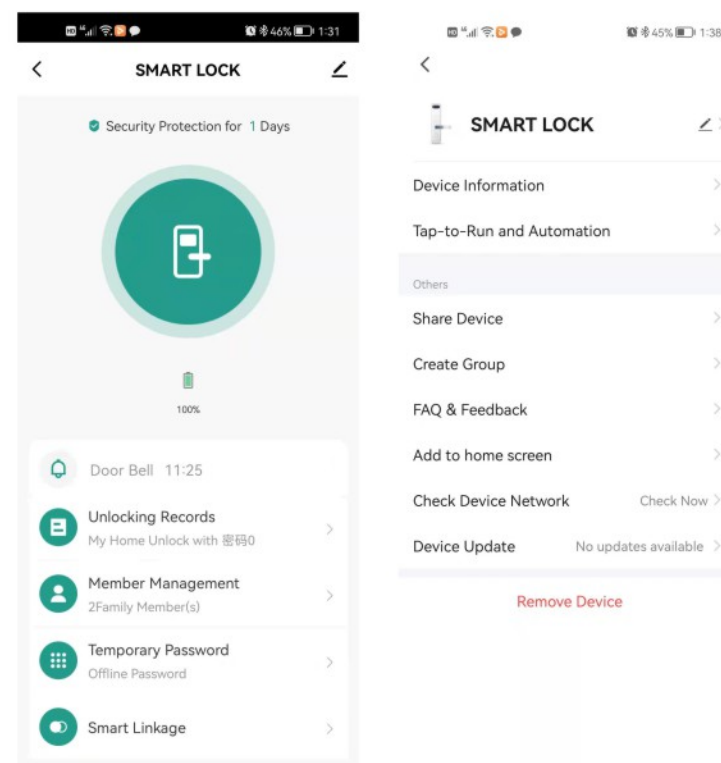 46% 1:31
SMART LOCK
Security Protection for 1 Days
100%
Door Bell 11:25
Unlocking Records
My Home Unlock with 密码0
Member Management
2Family Member(s)
Temporary Password
Offline Password
Smart Linkage
45% 1:38
SMART LOCK
Device Information
Tap-to-Run and Automation
Others
Share Device
Create Group
FAQ & Feedback
Add to home screen
Check Device Network Check Now
Device Update No updates available
Remove Device